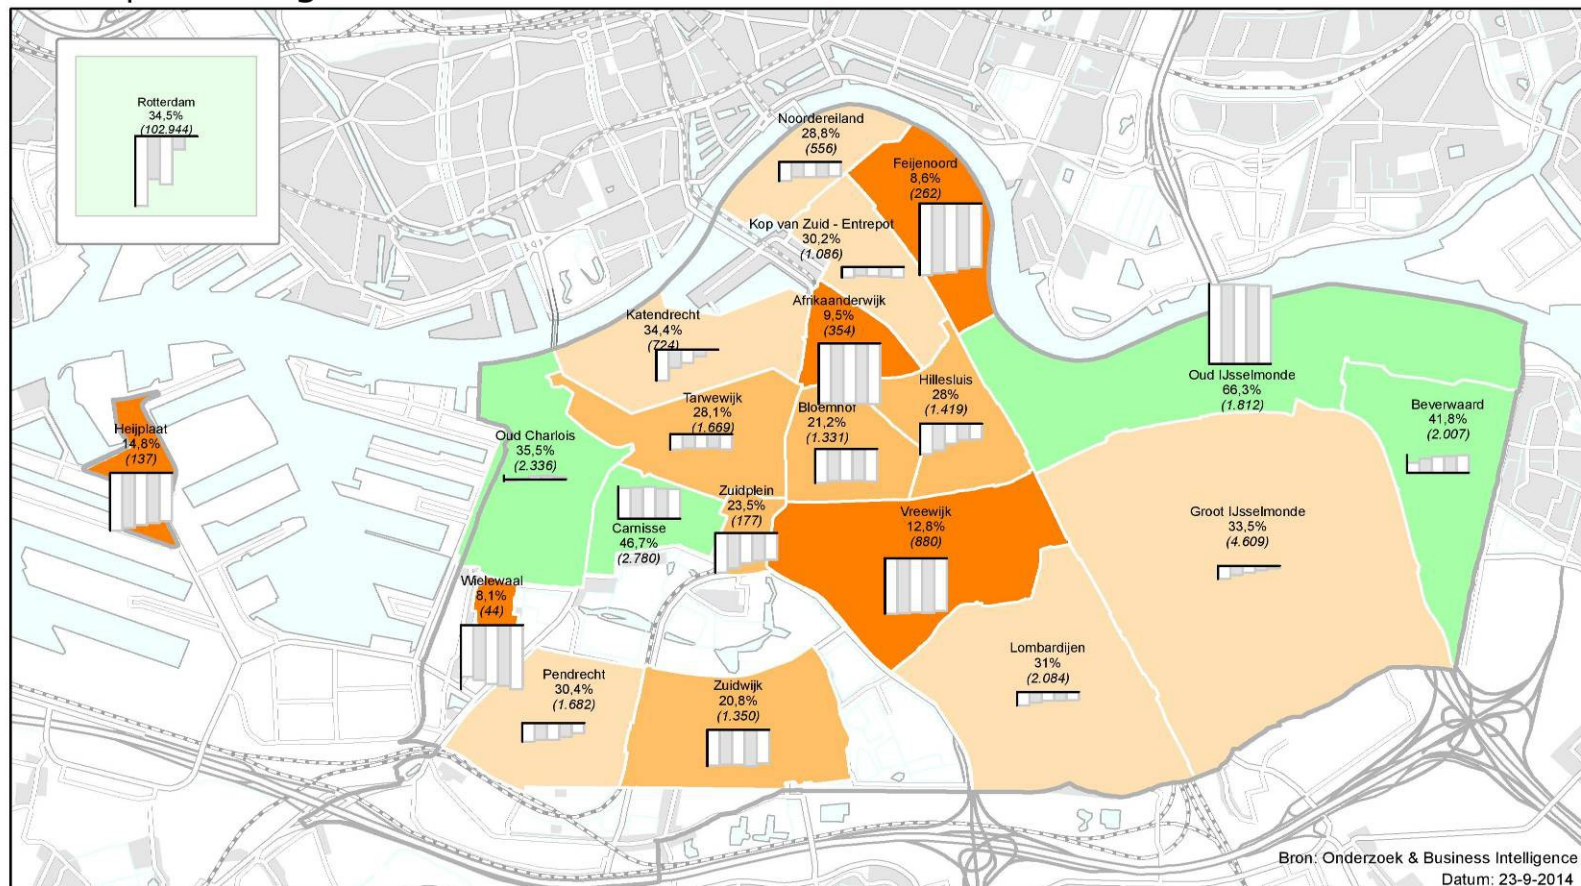 Rotterdam
34,5%
(102.944)
Noordereiland
28,8%
(556)
Feijenoord
8,6%
(262)
Kop van Zuid - Entrepot
30,2%
(1.086)
Afrikaanderwijk
9,5%
(354)
Katendrecht
34,4%
(724)
Hillesluis
28%
(1.419)
Oud IJsselmonde
66,3%
(1.812)
Beverwaard
41,8%
(2.007)
Tarwewijk
28,1%
(1.669)
Bloemhof
21,2%
(1.331)
Heijplaat
14,8%
(137)
Oud Charlois
35,5%
(2.336)
Zuidplein
23,5%
(177)
Carnisse
46,7%
(2.780)
Vreewijk
12,8%
(880)
Groot IJsselmonde
33,5%
(4.609)
Wielewaal
8,1%
(44)
Lombardijen
31%
(2.084)
Pendrecht
30,4%
(1.682)
Zuidwijk
20,8%
(1.350)
Bron: Onderzoek & Business Intelligence
Datum: 23-9-2014